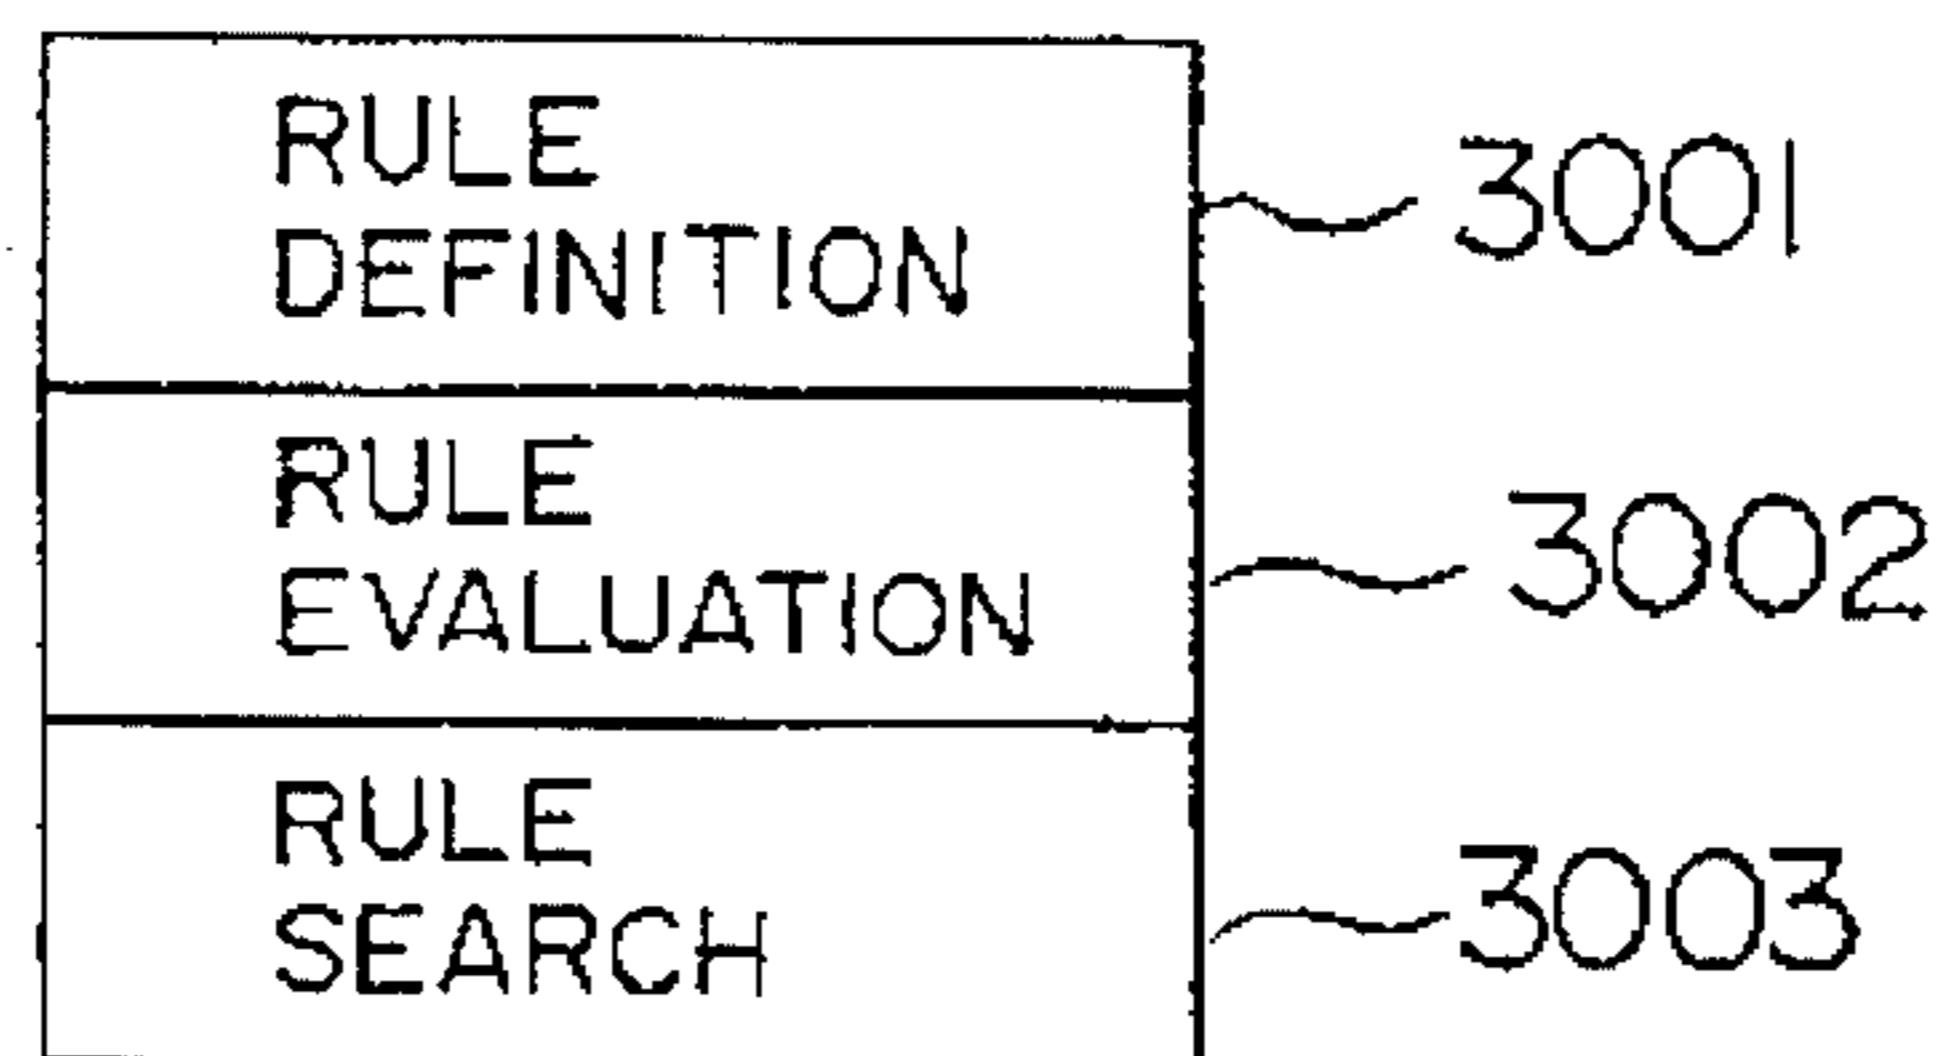 RULE
DEFINITION
3001
RULE
EVALUATION
3002
RULE
SEARCH
3003